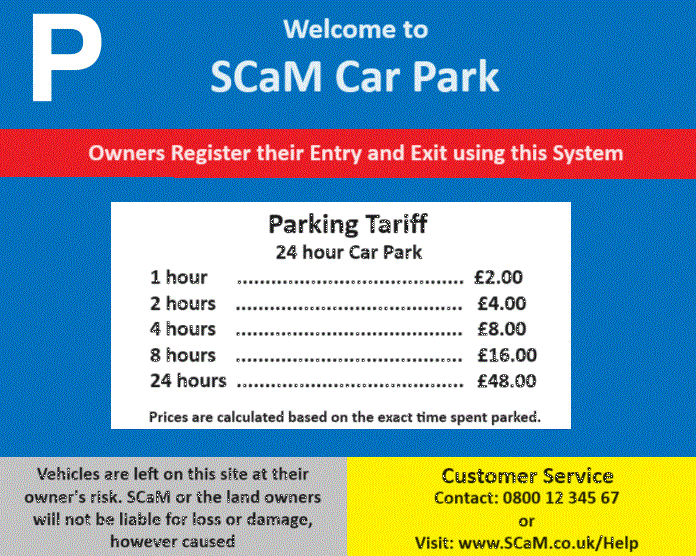 P
Welcome to
SCaM Car Park
Owners Register their Entry and Exit using this System
Parking Tariff
24 hour Car Park
1 hour ....................................... £2.00
2 hours ....................................... £4.00
4 hours ....................................... £8.00
8 hours ....................................... £16.00
24 hours ....................................... £48.00
Prices are calculated based on the exact time spent parked.
Vehicles are left on this site at their
owner's risk. SCaM or the land owners
will not be liable for loss or damage,
however caused
Customer Service
Contact: 0800 12 345 67
or
Visit: www.SCaM.co.uk/Help